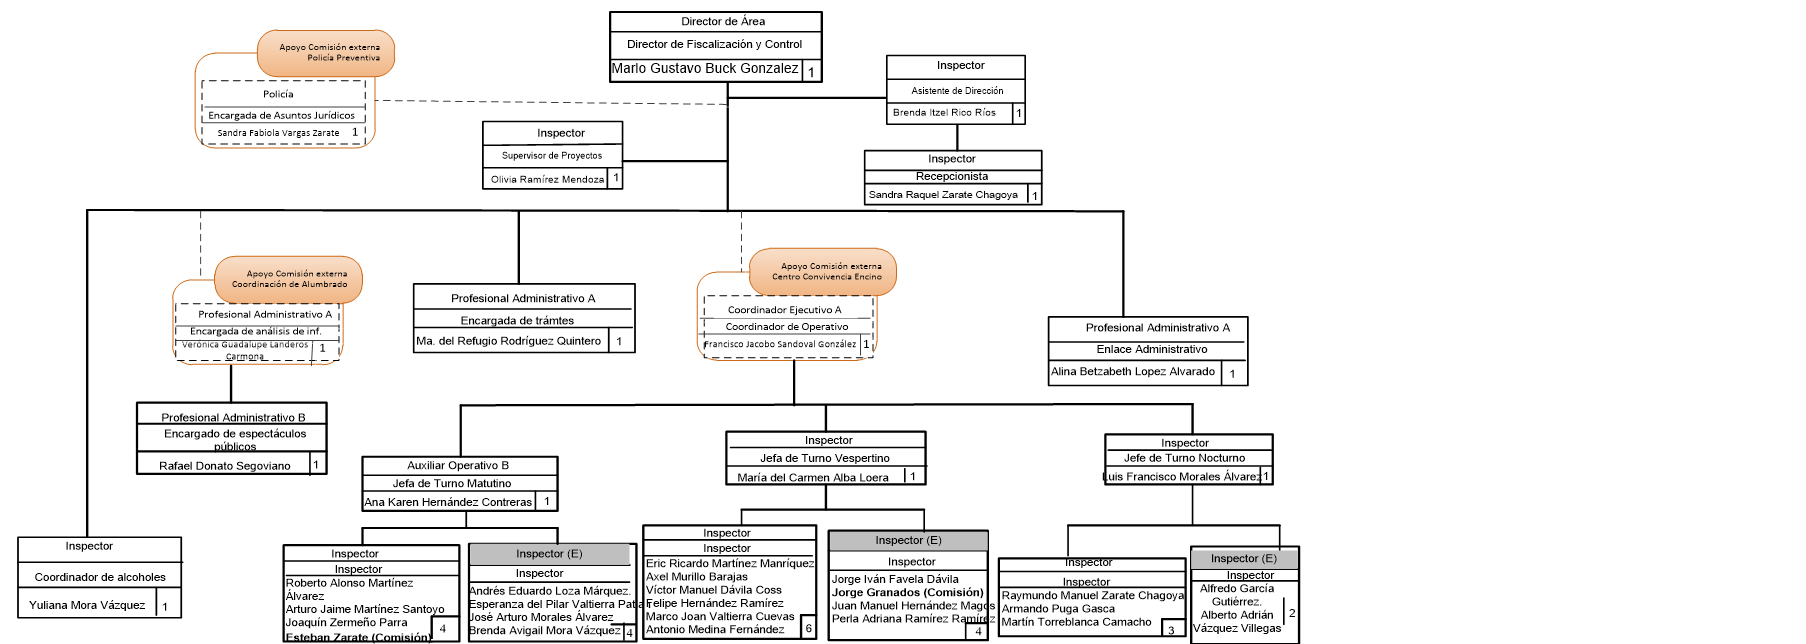 Director de Área
Director de Fiscalización y Control
Marlo Gustavo Buck Gonzalez 1
Apoyo Comisión externa
Policía Preventiva
Policía
Encargada de Asuntos Jurídicos
Sandra Fabiola Vargas Zarate 1
Inspector
Asistente de Dirección
Brenda Itzel Rico Ríos 1
Inspector
Supervisor de Proyectos
Olivia Ramírez Mendoza 1
Inspector
Recepcionista
Sandra Raquel Zarate Chagoya 1
Apoyo Comisión externa
Coordinación de Alumbrado
Profesional Administrativo A
Encargada de análisis de inf.
Verónica Guadalupe Landeros
Carmona
1
Profesional Administrativo A
Encargada de trámtes
Ma. del Refugio Rodríguez Quintero 1
Apoyo Comisión externa
Centro Convivencia Encino
Coordinador Ejecutivo A
Coordinador de Operativo
Francisco Jacobo Sandoval González 1
Profesional Administrativo A
Enlace Administrativo
Alina Betzabeth Lopez Alvarado 1
Profesional Administrativo B
Encargado de espectáculos
públicos
Rafael Donato Segoviano 1
Auxiliar Operativo B
Jefa de Turno Matutino
Ana Karen Hernández Contreras 1
Inspector
Jefa de Turno Vespertino
María del Carmen Alba Loera 1
Inspector
Jefe de Turno Nocturno
Luis Francisco Morales Álvarez 1
Inspector
Coordinador de alcoholes
Yuliana Mora Vázquez 1
Inspector
Inspector
Roberto Alonso Martínez
Álvarez
Arturo Jaime Martínez Santoyo
Joaquín Zermeño Parra
Esteban Zarate (Comisión)
4
Inspector (E)
Inspector
Andrés Eduardo Loza Márquez.
Esperanza del Pilar Valtierra
José Arturo Morales Álvarez
Brenda Avigail Mora Vázquez 4
Inspector
Inspector
Eric Ricardo Martínez Manríquez
Axel Murillo Barajas
Víctor Manuel Dávila Coss
Felipe Hernández Ramírez
Marco Joan Valtierra Cuevas
Antonio Medina Fernández 6
Inspector (E)
Inspector
Jorge Iván Favela Dávila
Jorge Granados (Comisión)
Juan Manuel Hernández Magos
Perla Adriana Ramírez Ramírez
4
Inspector
Inspector
Raymundo Manuel Zarate Chagoya
Armando Puga Gasca
Martín Torreblanca Camacho 3
Inspector (E)
Inspector
Alfredo García
Gutiérrez.
Alberto Adrián
Vázquez Villegas
2